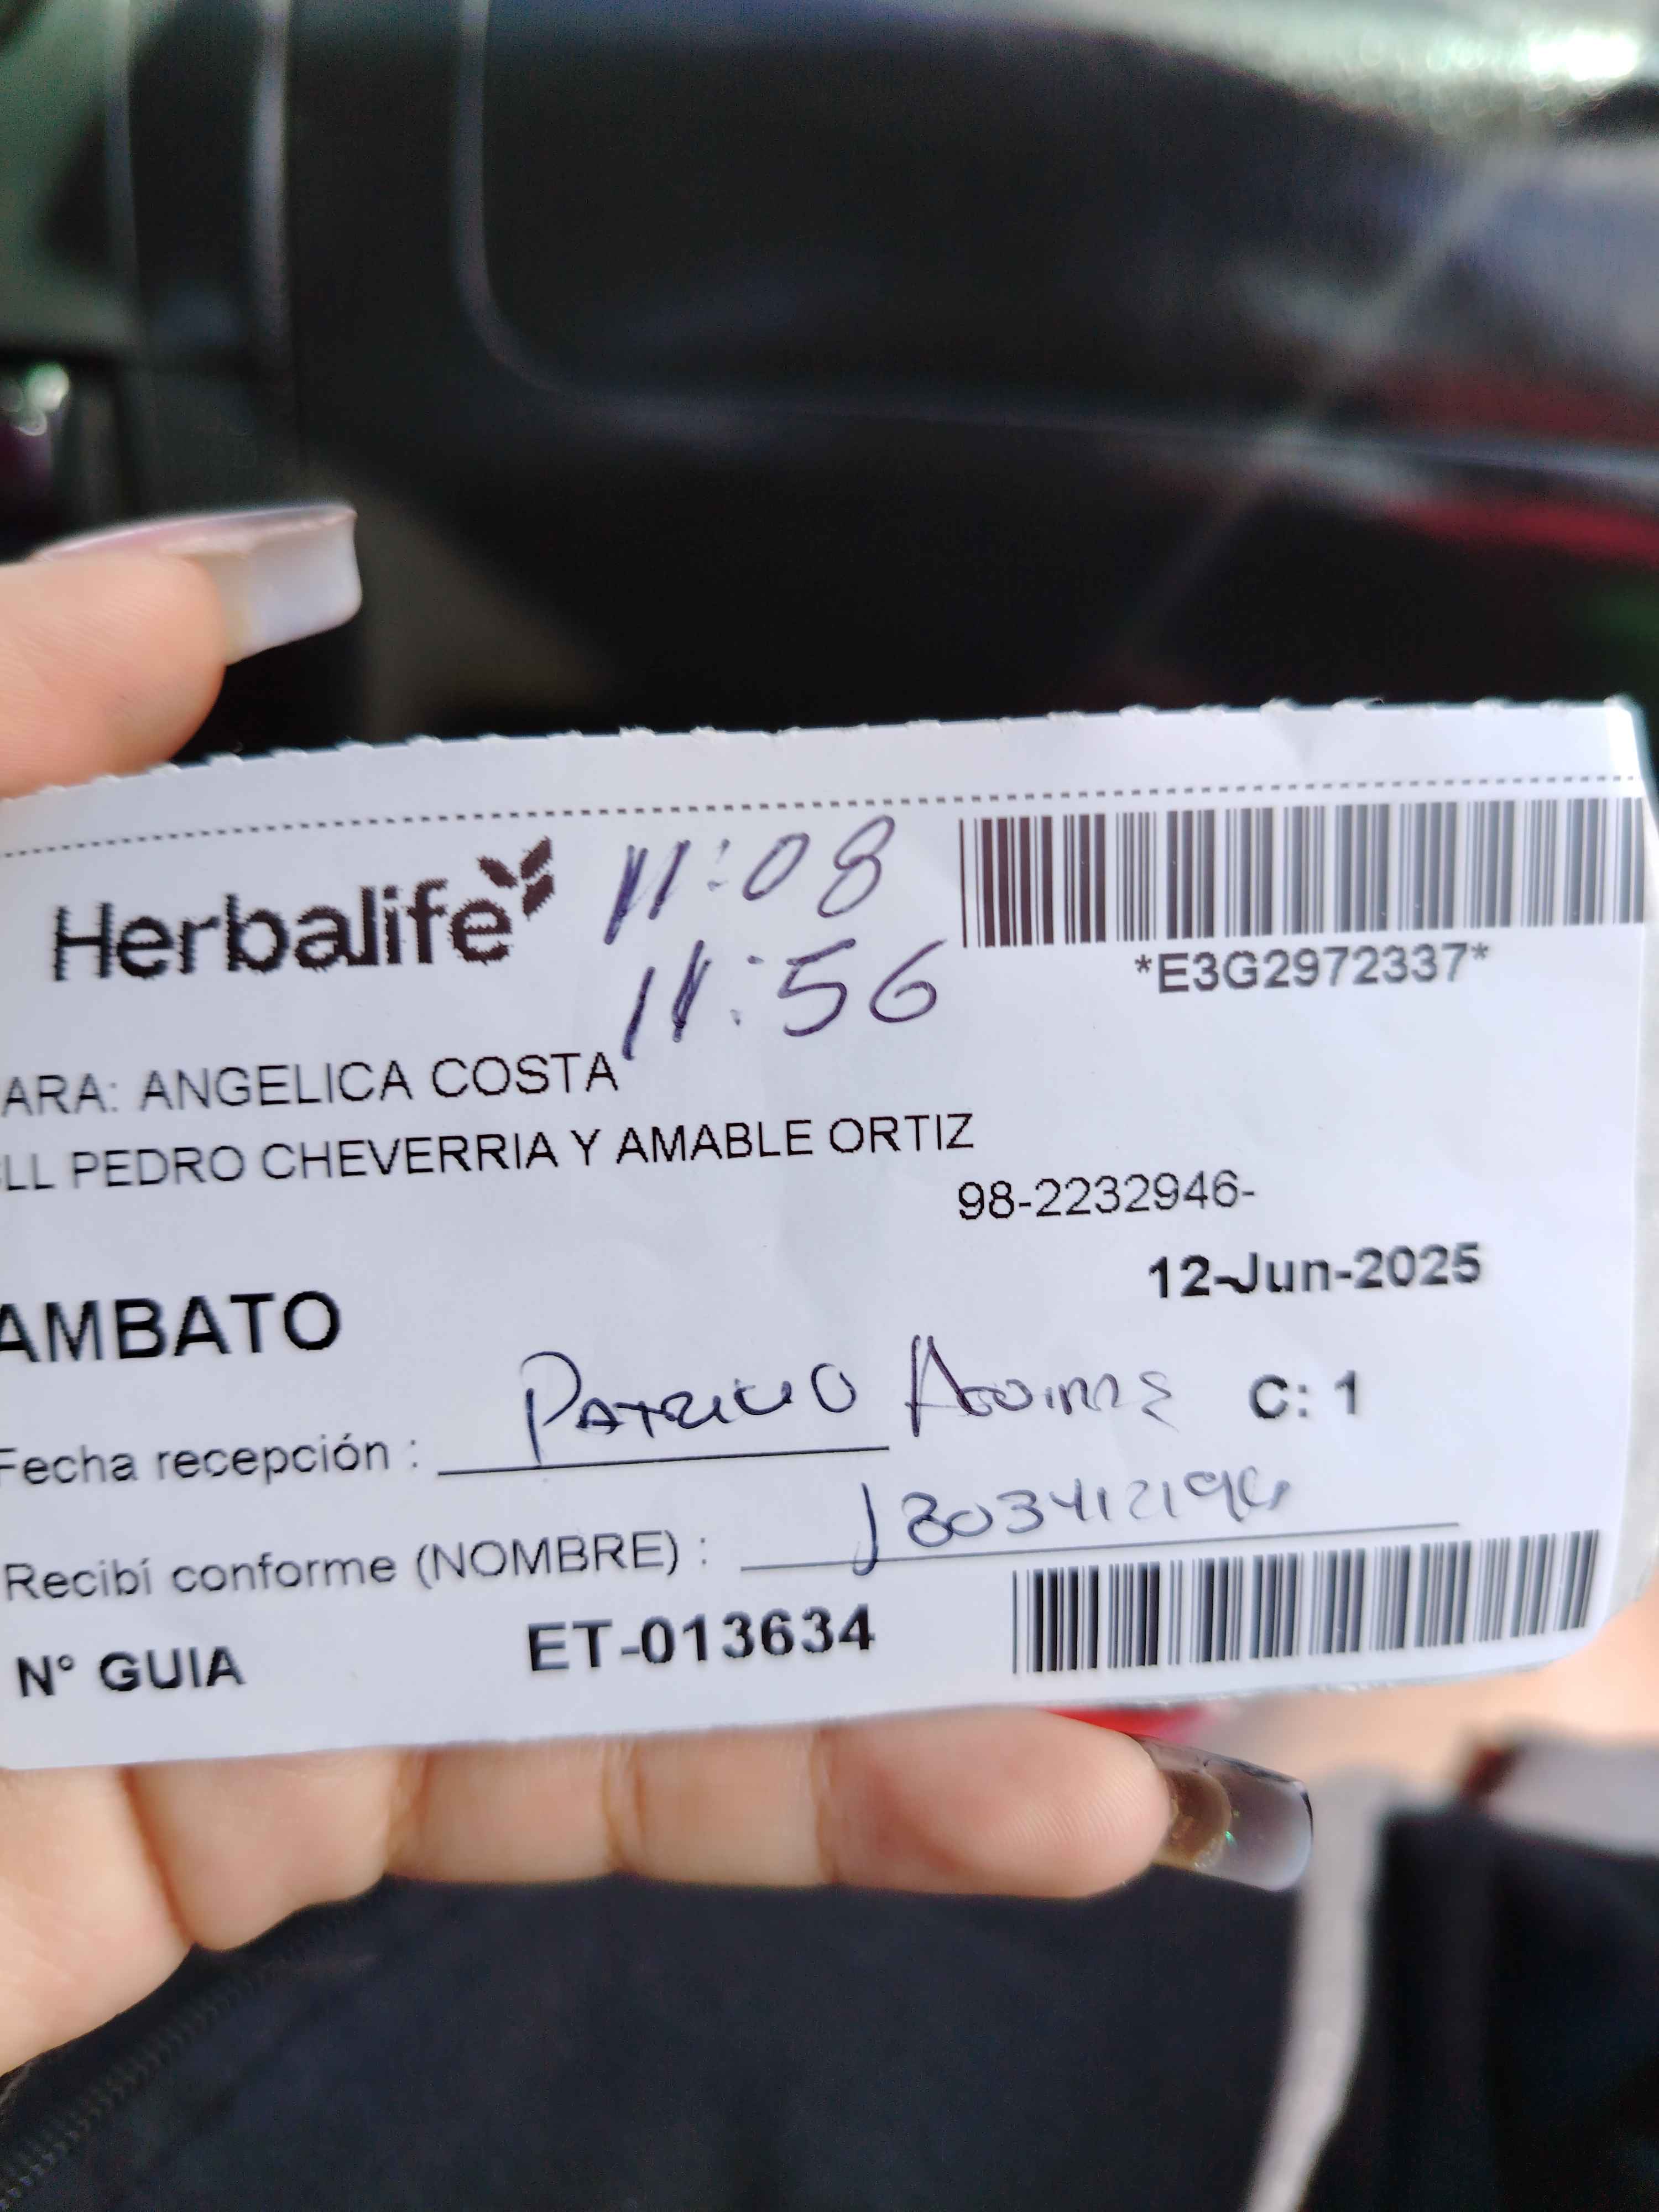 Herbalife
11:08
11:56
*E3G2972337*
ARA: ANGELICA COSTA
LL PEDRO CHEVERRIA Y AMABLE ORTIZ
98-2232946-
12-Jun-2025
AMBATO
Fecha recepción : PATRICIO C: 1
Recibí conforme (NOMBRE) :
N° GUIA ET-013634